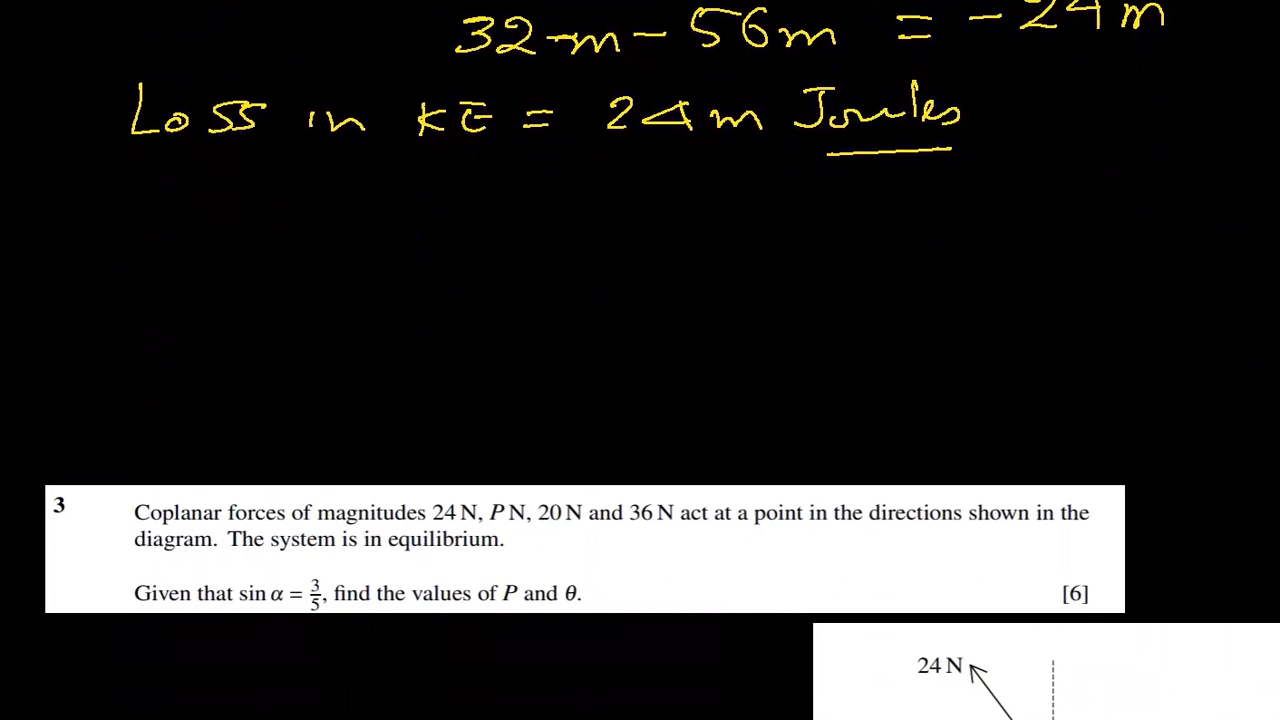 32m - 56m = -24m
Loss in KE = 24m Joules
3 Coplanar forces of magnitudes 24 N, P N, 20 N and 36 N act at a point in the directions shown in the
diagram. The system is in equilibrium.
Given that sin α = 3/5, find the values of P and θ. [6]
24 N